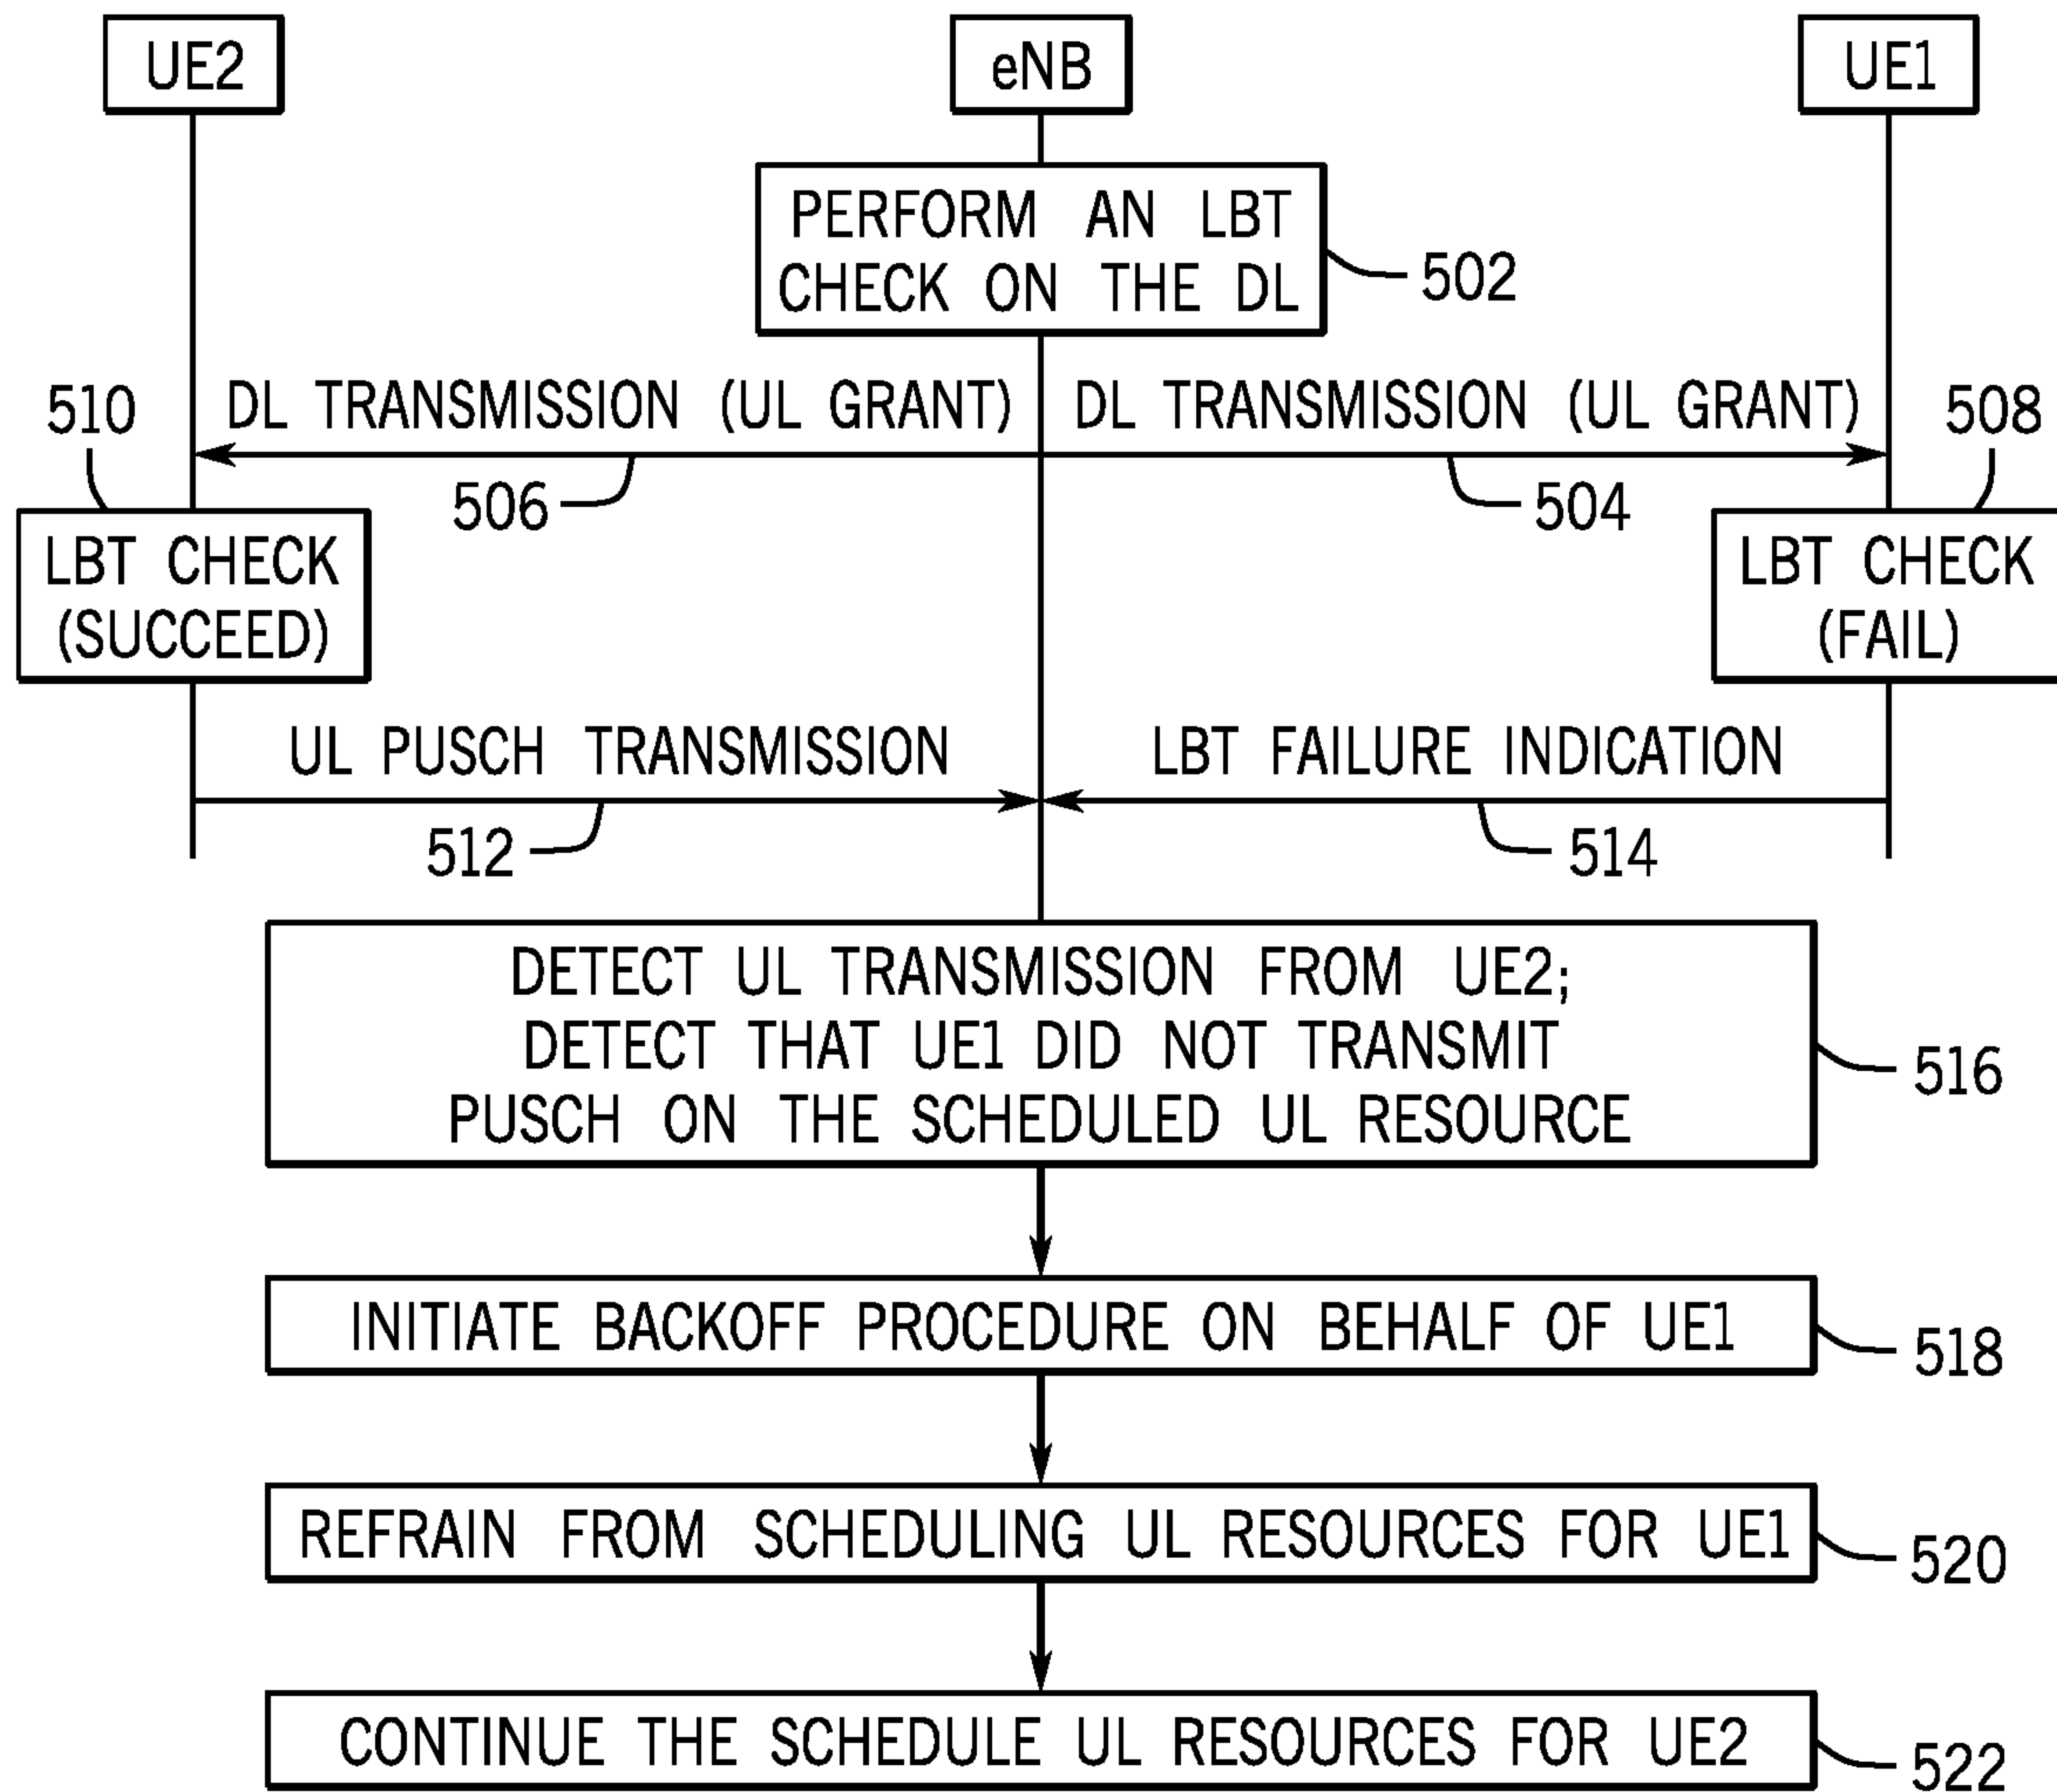 UE2
eNB
UE1
PERFORM AN LBT
CHECK ON THE DL
502
DL TRANSMISSION (UL GRANT)
DL TRANSMISSION (UL GRANT)
510
508
506
504
LBT CHECK
(SUCCEED)
LBT CHECK
(FAIL)
UL PUSCH TRANSMISSION
LBT FAILURE INDICATION
512
514
DETECT UL TRANSMISSION FROM UE2;
DETECT THAT UE1 DID NOT TRANSMIT
PUSCH ON THE SCHEDULED UL RESOURCE
516
INITIATE BACKOFF PROCEDURE ON BEHALF OF UE1
518
REFRAIN FROM SCHEDULING UL RESOURCES FOR UE1
520
CONTINUE THE SCHEDULE UL RESOURCES FOR UE2
522